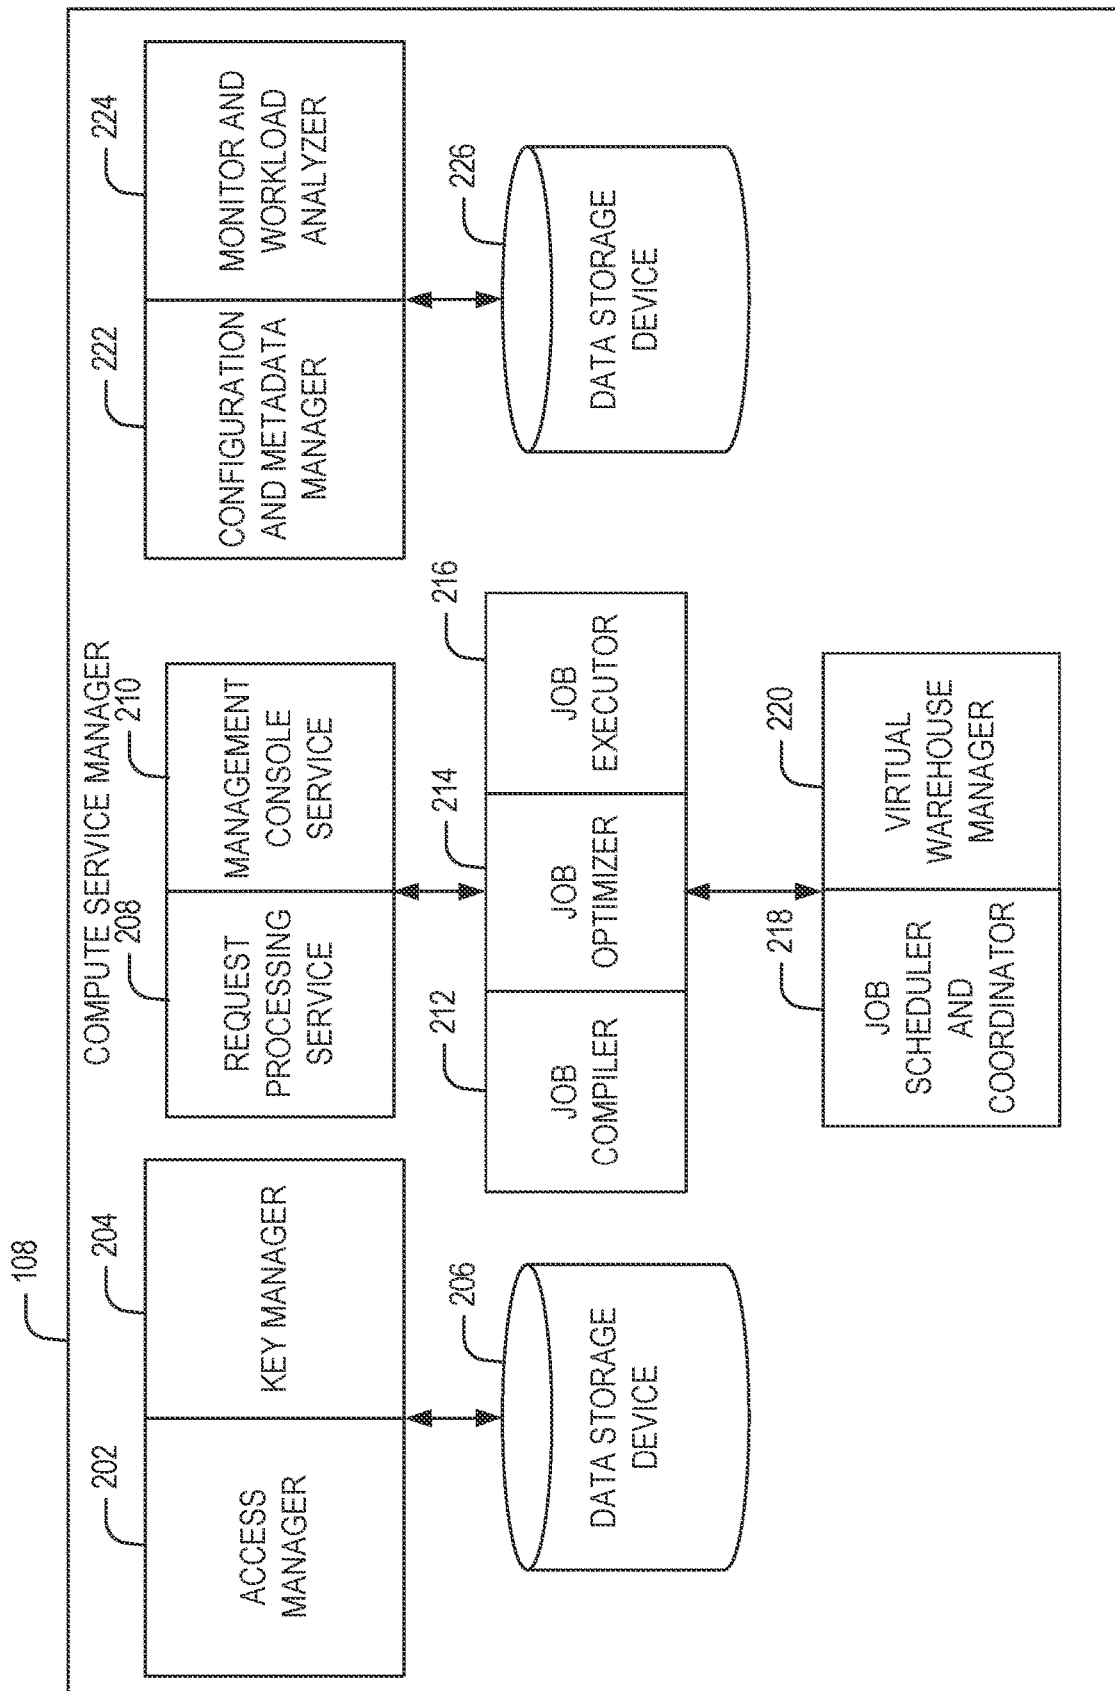 108
COMPUTE SERVICE MANAGER
202
204
ACCESS
MANAGER
KEY MANAGER
206
DATA STORAGE
DEVICE
208
210
REQUEST
PROCESSING
SERVICE
MANAGEMENT
CONSOLE
SERVICE
212
214
216
JOB
COMPILER
JOB
OPTIMIZER
JOB
EXECUTOR
218
220
JOB
SCHEDULER
AND
COORDINATOR
VIRTUAL
WAREHOUSE
MANAGER
222
224
CONFIGURATION
AND METADATA
MANAGER
MONITOR AND
WORKLOAD
ANALYZER
226
DATA STORAGE
DEVICE